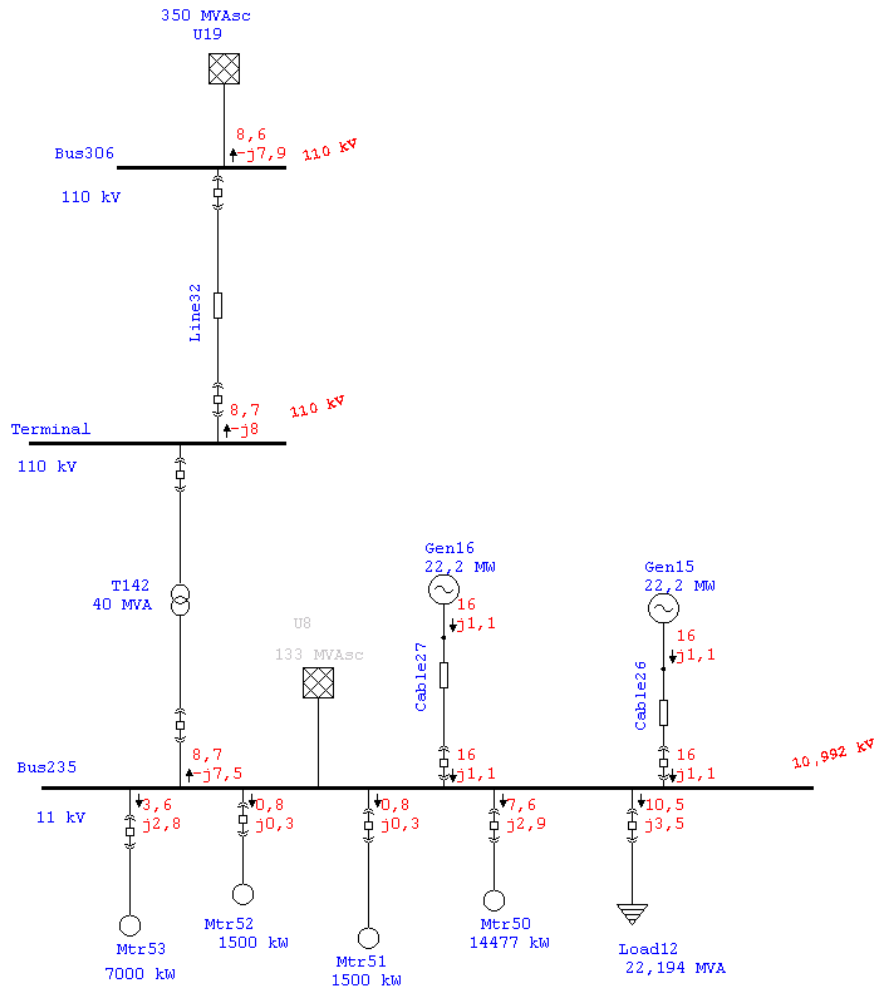 350 MVAsc
U19
8,6
-j7,9
110 kV
Bus306
110 kV
Line32
8,7
-j8
110 kV
Terminal
110 kV
T142
40 MVA
U8
133 MVAsc
Gen16
22,2 MW
16
j1,1
Cable27
16
j1,1
Gen15
22,2 MW
16
j1,1
Cable26
16
j1,1
8,7
-j7,5
Bus235
10,992 kV
11 kV
3,6
j2,8
0,8
j0,3
0,8
j0,3
7,6
j2,9
10,5
j3,5
Mtr53
7000 kW
Mtr52
1500 kW
Mtr51
1500 kW
Mtr50
14477 kW
Load12
22,194 MVA